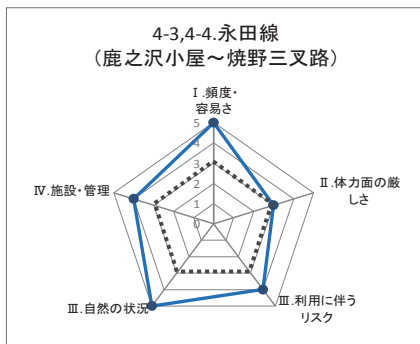 4-3,4-4.永田線
(鹿之沢小屋～焼野三叉路)
Ⅰ.頻度・
容易さ
5
4
3
2
1
0
Ⅱ.体力面の厳
しさ
Ⅲ.利用に伴う
リスク
Ⅲ.自然の状況
Ⅳ.施設・管理